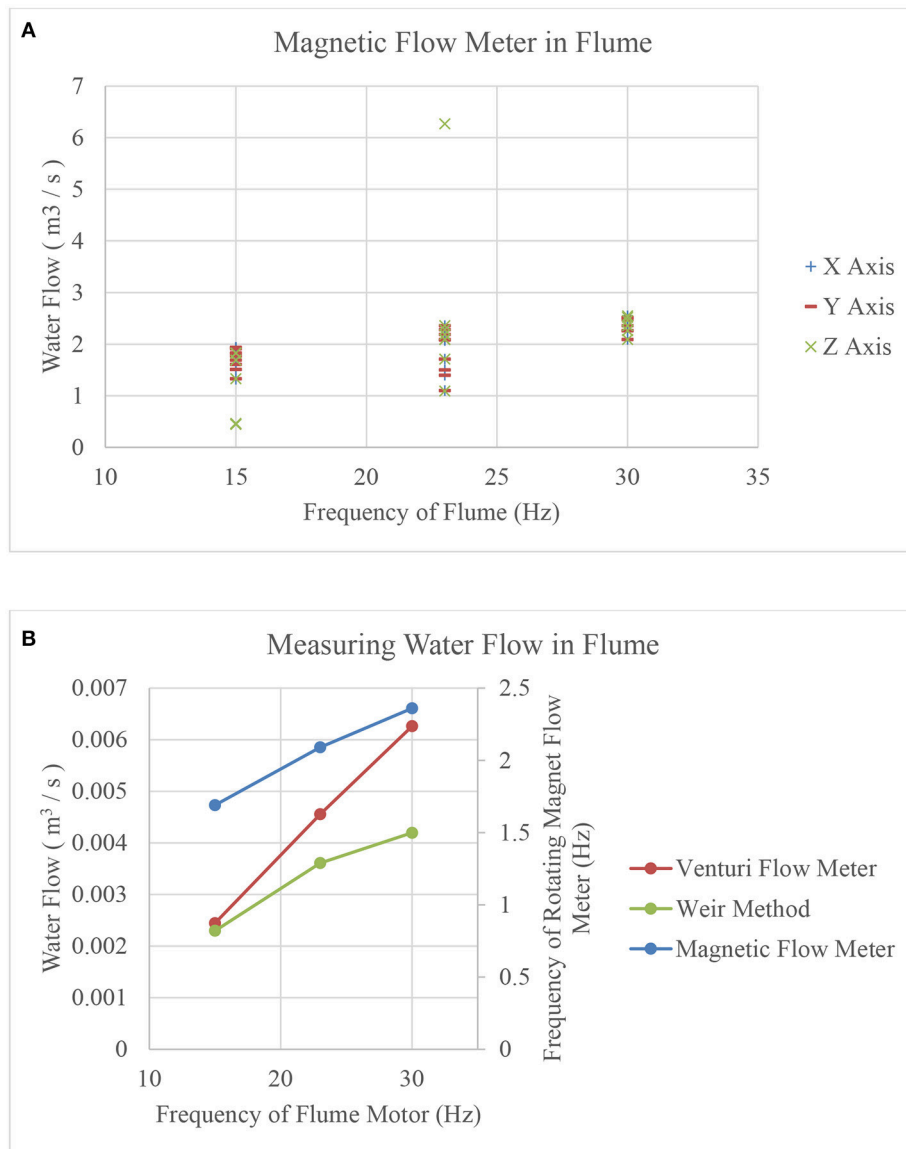 A
Magnetic Flow Meter in Flume
Water Flow ( m3 / s )
7
6
5
4
3
2
1
0
10 15 20 25 30 35
Frequency of Flume (Hz)
X Axis
Y Axis
Z Axis
B
Measuring Water Flow in Flume
Water Flow ( m³ / s )
0.007
0.006
0.005
0.004
0.003
0.002
0.001
0
2.5
2
1.5
1
0.5
0
Frequency of Rotating Magnet Flow
Meter (Hz)
10 20 30
Frequency of Flume Motor (Hz)
Venturi Flow Meter
Weir Method
Magnetic Flow Meter